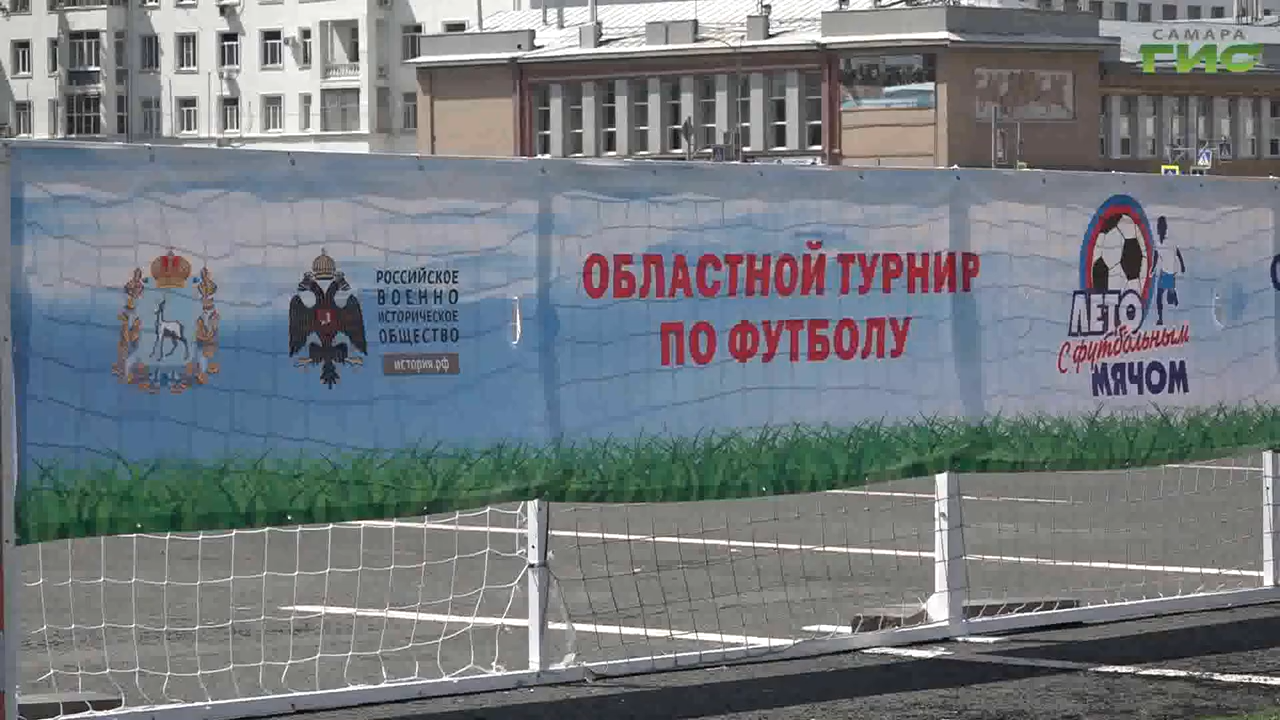 САМАРА
ГИС
РОССИЙСКОЕ
ВОЕННО
ИСТОРИЧЕСКОЕ
ОБЩЕСТВО
история.рф
ОБЛАСТНОЙ ТУРНИР
ПО ФУТБОЛУ
ЛЕТО
С футбольным
МЯЧОМ